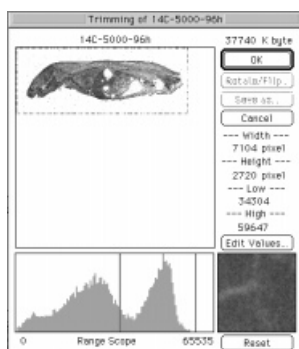 Trimming of 14C-5000-96h
14C-5000-96h
37740 K byte
OK
Rotate/Flip..
Save as..
Cancel
--- Width
7104 pixel
--- Height
2720 pixel
--- Low
34304
--- High
59647
Edit Values...
0 Range Scope 65535
Reset